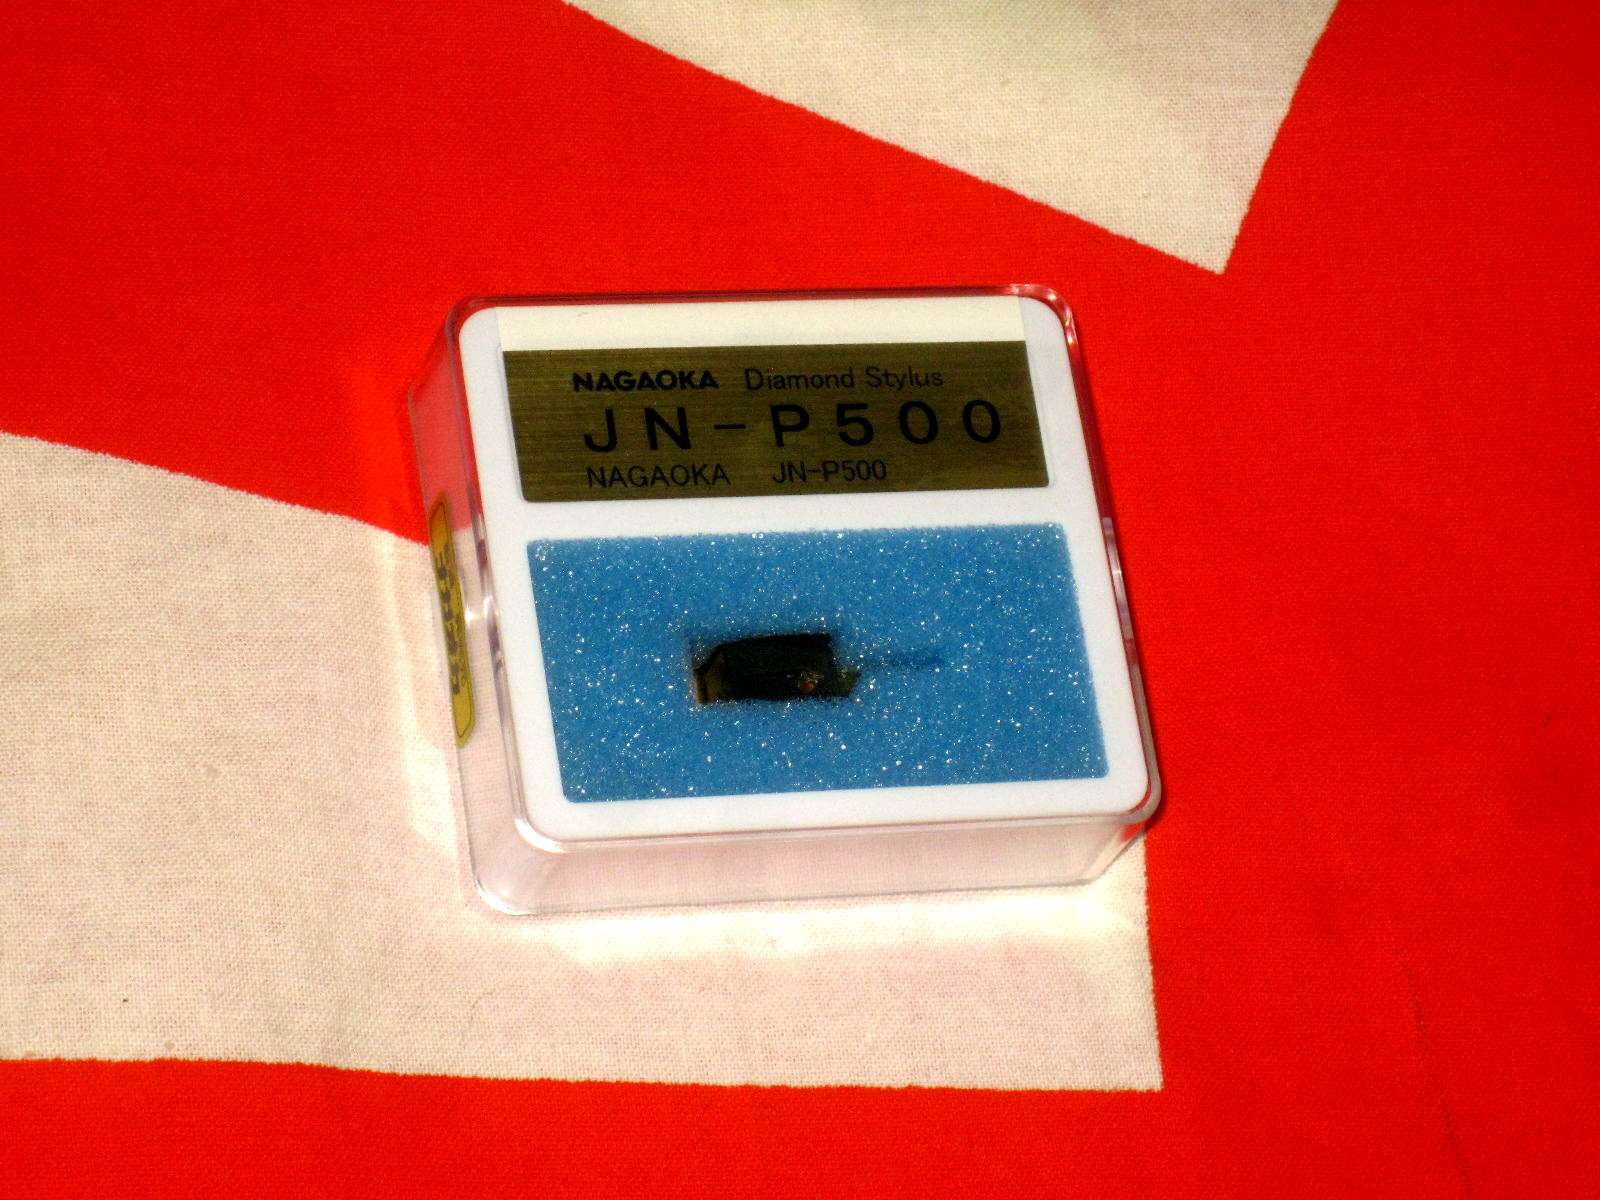 NAGAOKA Diamond Stylus
JN-P500
NAGAOKA JN-P500